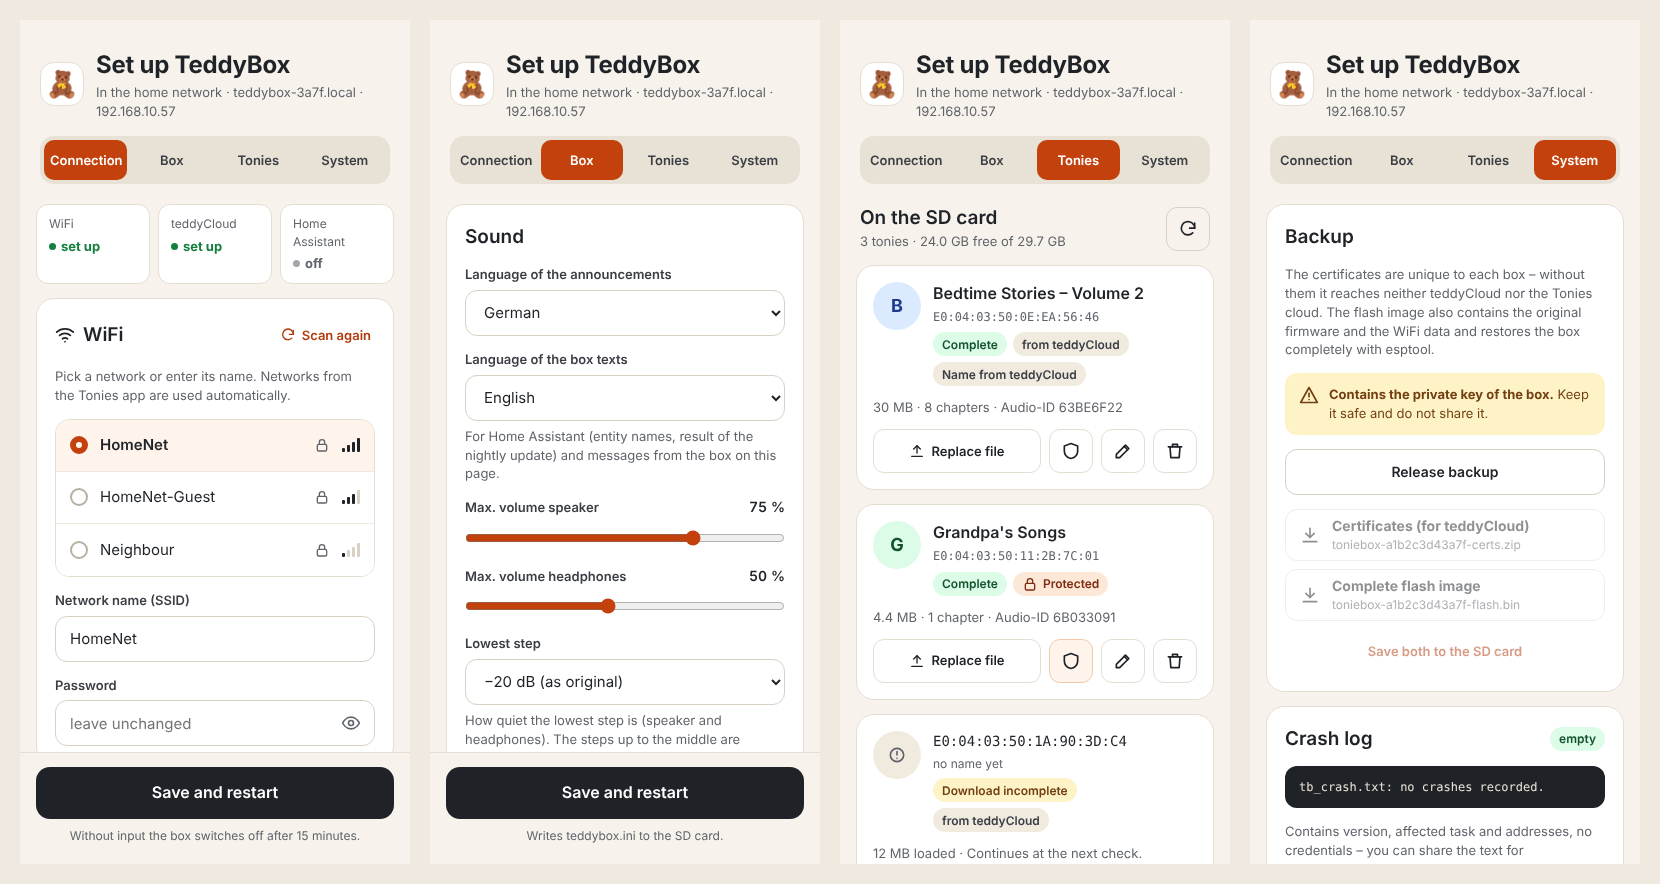 Set up TeddyBox
In the home network · teddybox-3a7f.local ·
192.168.10.57
Connection
Box
Tonies
System
WiFi
set up
teddyCloud
set up
Home
Assistant
off
WiFi
Scan again
Pick a network or enter its name. Networks from
the Tonies app are used automatically.
HomeNet
HomeNet-Guest
Neighbour
Network name (SSID)
HomeNet
Password
leave unchanged
Save and restart
Without input the box switches off after 15 minutes.
Set up TeddyBox
In the home network · teddybox-3a7f.local ·
192.168.10.57
Connection
Box
Tonies
System
Sound
Language of the announcements
German
Language of the box texts
English
For Home Assistant (entity names, result of the
nightly update) and messages from the box on this
page.
Max. volume speaker 75 %
Max. volume headphones 50 %
Lowest step
−20 dB (as original)
How quiet the lowest step is (speaker and
headphones). The steps up to the middle are
Save and restart
Writes teddybox.ini to the SD card.
Set up TeddyBox
In the home network · teddybox-3a7f.local ·
192.168.10.57
Connection
Box
Tonies
System
On the SD card
3 tonies · 24.0 GB free of 29.7 GB
B
Bedtime Stories – Volume 2
E0:04:03:50:0E:EA:56:46
Complete
from teddyCloud
Name from teddyCloud
30 MB · 8 chapters · Audio-ID 63BE6F22
Replace file
G
Grandpa's Songs
E0:04:03:50:11:2B:7C:01
Complete
Protected
4.4 MB · 1 chapter · Audio-ID 6B033091
Replace file
E0:04:03:50:1A:90:3D:C4
no name yet
Download incomplete
from teddyCloud
12 MB loaded · Continues at the next check.
Set up TeddyBox
In the home network · teddybox-3a7f.local ·
192.168.10.57
Connection
Box
Tonies
System
Backup
The certificates are unique to each box – without
them it reaches neither teddyCloud nor the Tonies
cloud. The flash image also contains the original
firmware and the WiFi data and restores the box
completely with esptool.
Contains the private key of the box. Keep
it safe and do not share it.
Release backup
Certificates (for teddyCloud)
toniebox-a1b2c3d43a7f-certs.zip
Complete flash image
toniebox-a1b2c3d43a7f-flash.bin
Save both to the SD card
Crash log
empty
tb_crash.txt: no crashes recorded.
Contains version, affected task and addresses, no
credentials – you can share the text for